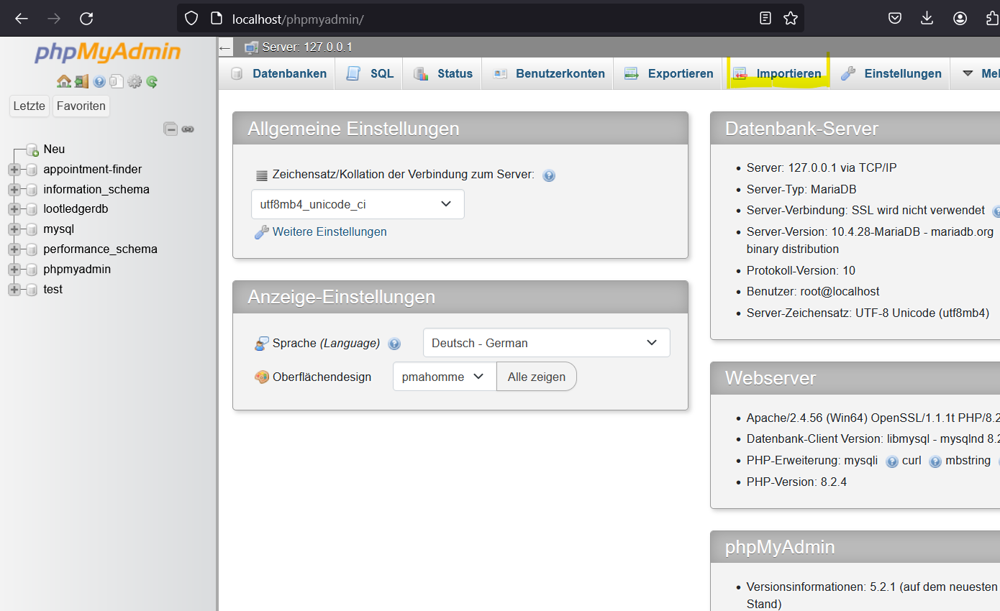 localhost/phpmyadmin/
phpMyAdmin
Letzte Favoriten
Neu
appointment-finder
information_schema
lootledgerdb
mysql
performance_schema
phpmyadmin
test
Server: 127.0.0.1
Datenbanken SQL Status Benutzerkonten Exportieren Importieren Einstellungen Meh
Allgemeine Einstellungen
Zeichensatz/Kollation der Verbindung zum Server:
utf8mb4_unicode_ci
Weitere Einstellungen
Anzeige-Einstellungen
Sprache (Language) Deutsch - German
Oberflächendesign pmahomme Alle zeigen
Datenbank-Server
• Server: 127.0.0.1 via TCP/IP
• Server-Typ: MariaDB
• Server-Verbindung: SSL wird nicht verwendet
• Server-Version: 10.4.28-MariaDB - mariadb.org
binary distribution
• Protokoll-Version: 10
• Benutzer: root@localhost
• Server-Zeichensatz: UTF-8 Unicode (utf8mb4)
Webserver
• Apache/2.4.56 (Win64) OpenSSL/1.1.1t PHP/8.2
• Datenbank-Client Version: libmysql - mysqlnd 8.2
• PHP-Erweiterung: mysqli curl mbstring
• PHP-Version: 8.2.4
phpMyAdmin
• Versionsinformationen: 5.2.1 (auf dem neuesten
Stand)